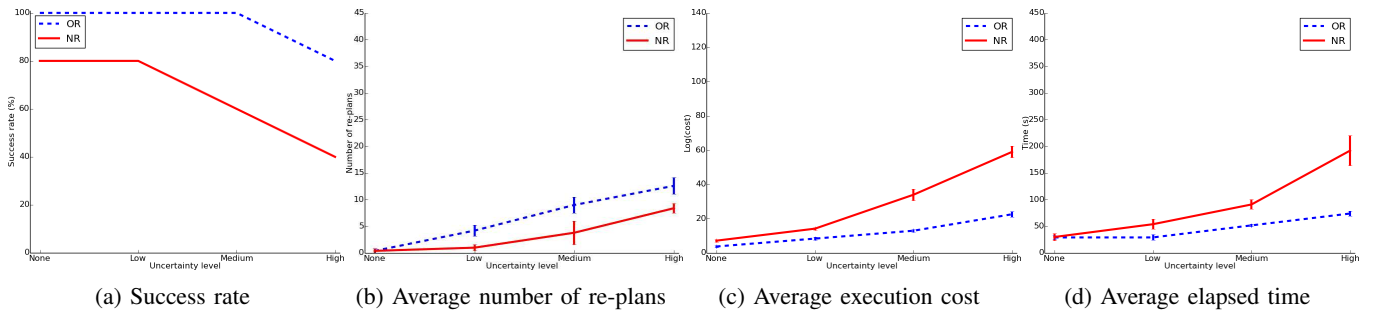 100
80
60
40
20
0
Success rate (%)
OR
NR
None
Low
Medium
High
Uncertainty level
(a) Success rate
45
40
35
30
25
20
15
10
5
0
Number of re-plans
OR
NR
None
Low
Medium
High
Uncertainty level
(b) Average number of re-plans
140
120
100
80
60
40
20
0
Log(cost)
OR
NR
None
Low
Medium
High
Uncertainty level
(c) Average execution cost
450
400
350
300
250
200
150
100
50
0
Time (s)
OR
NR
None
Low
Medium
High
Uncertainty level
(d) Average elapsed time